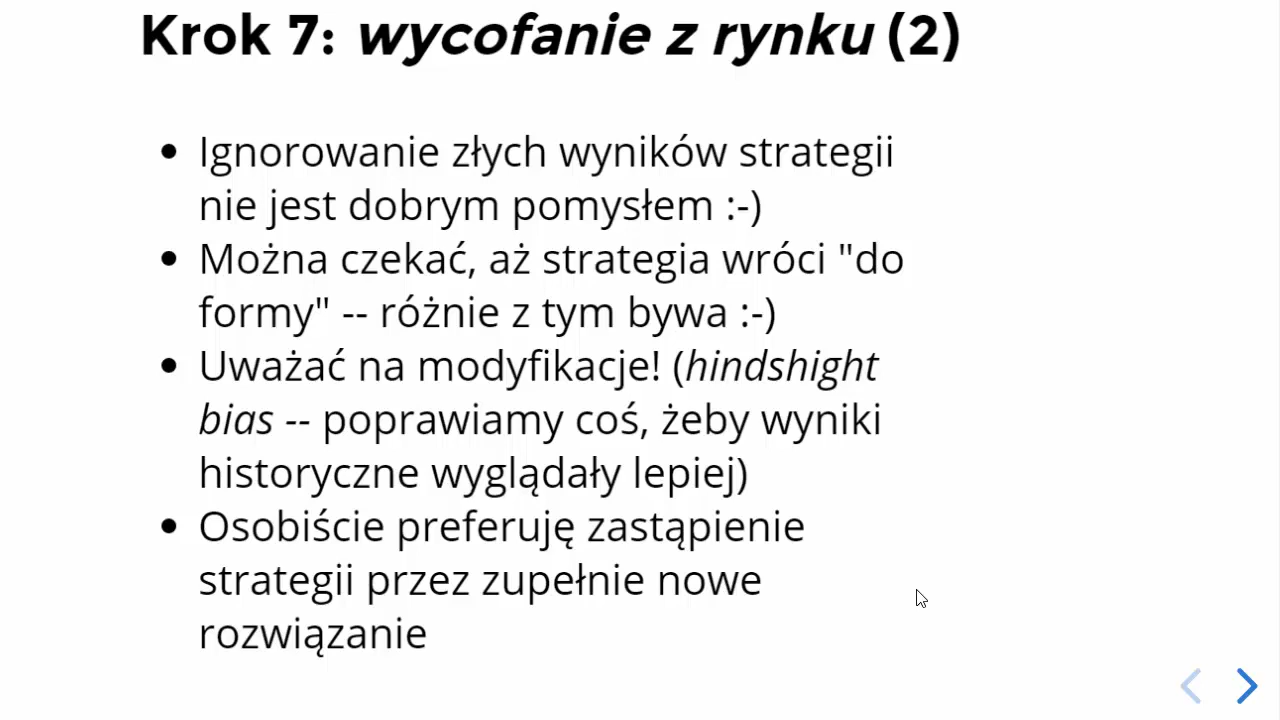 Krok 7: wycofanie z rynku (2)
Ignorowanie złych wyników strategii
nie jest dobrym pomysłem :-)
Można czekać, aż strategia wróci "do
formy" -- różnie z tym bywa :-)
Uważać na modyfikacje! (hindshight
bias -- poprawiamy coś, żeby wyniki
historyczne wyglądały lepiej)
Osobiście preferuję zastąpienie
strategii przez zupełnie nowe
rozwiązanie